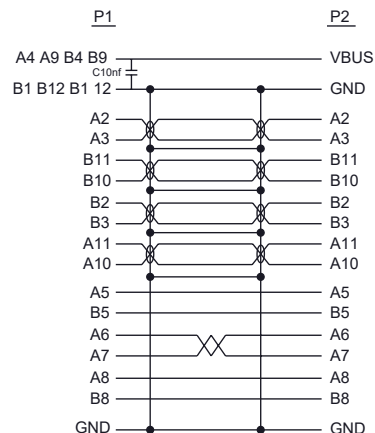 P1 P2
A4 A9 B4 B9 VBUS
C10nf
B1 B12 B1 12 GND
A2 A2
A3 A3
B11 B11
B10 B10
B2 B2
B3 B3
A11 A11
A10 A10
A5 A5
B5 B5
A6 A6
A7 A7
A8 A8
B8 B8
GND GND